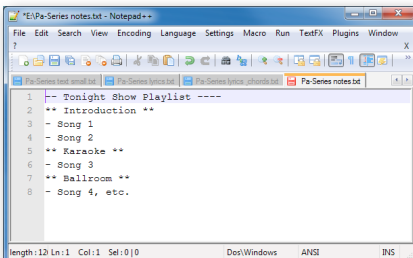 *E:\Pa-Series notes.txt - Notepad++
File Edit Search View Encoding Language Settings Macro Run TextFX Plugins Window
? X
Pa-Series text small.txt Pa-Series lyrics.txt Pa-Series lyrics_chords.txt Pa-Series notes.txt
1 -- Tonight Show Playlist ----
2 ** Introduction **
3 - Song 1
4 - Song 2
5 ** Karaoke **
6 - Song 3
7 ** Ballroom **
8 - Song 4, etc.
length : 12 Ln : 1 Col : 1 Sel : 0 | 0 Dos\Windows ANSI INS